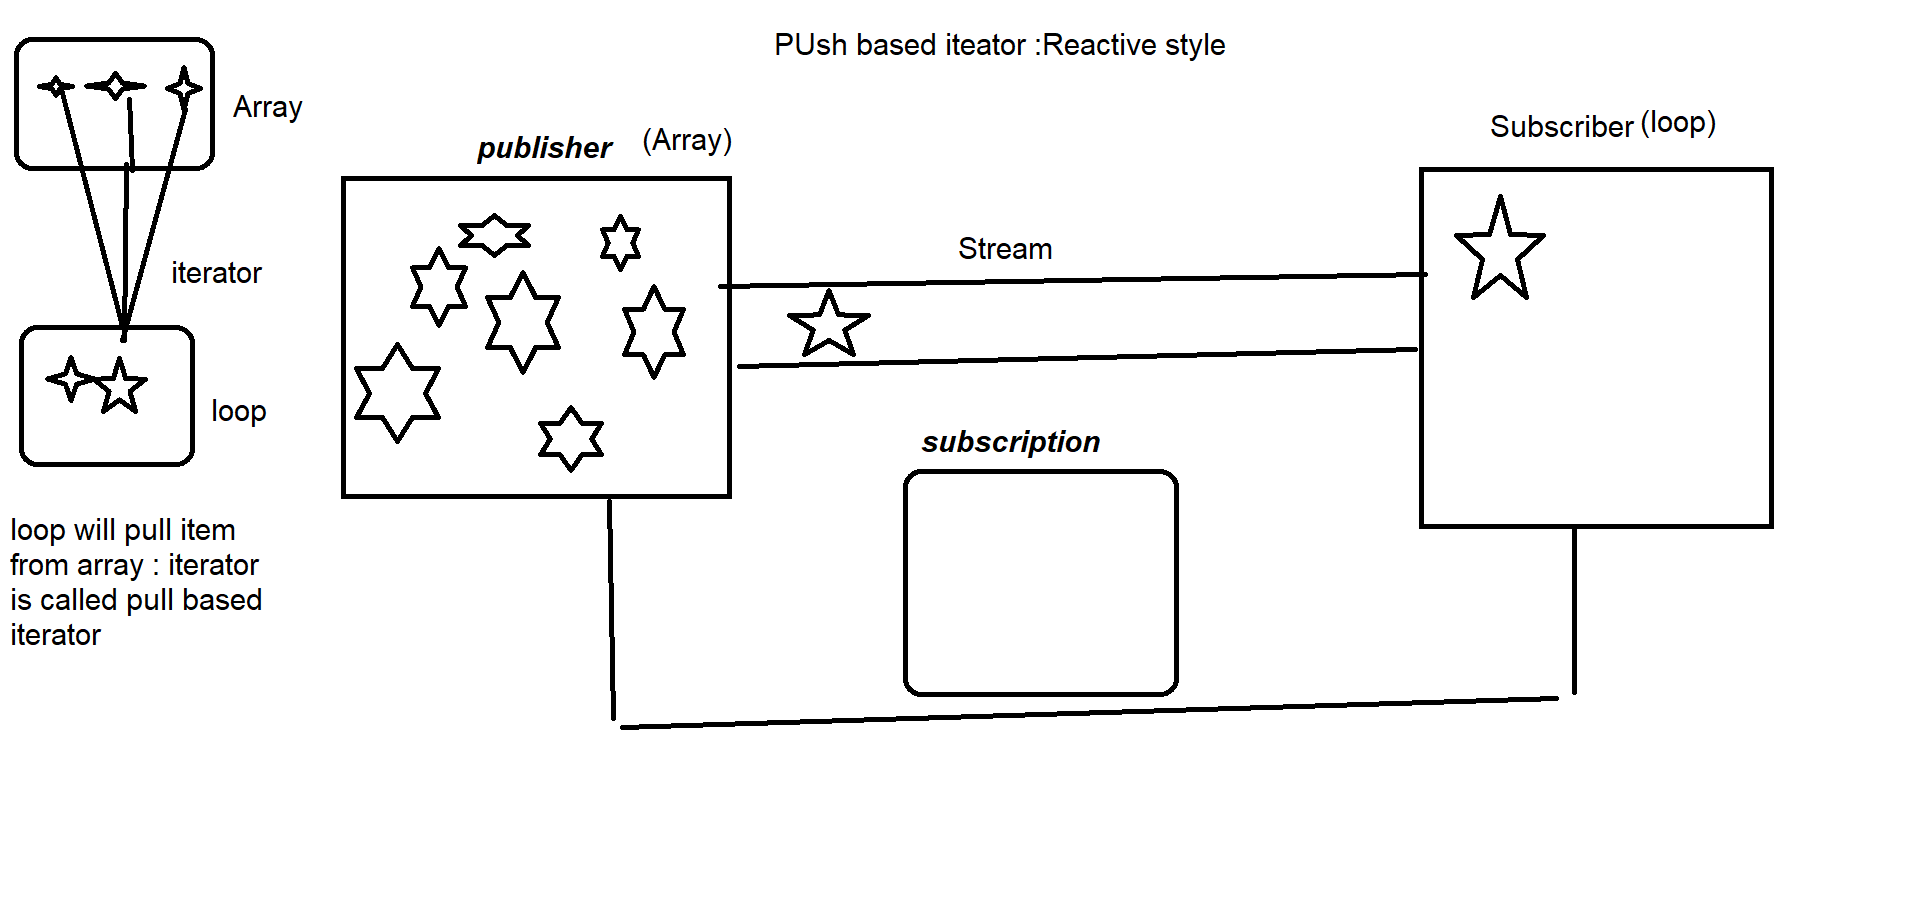 PUsh based iteator :Reactive style
Array
publisher (Array)
Subscriber (loop)
Stream
iterator
loop
subscription
loop will pull item
from array : iterator
is called pull based
iterator